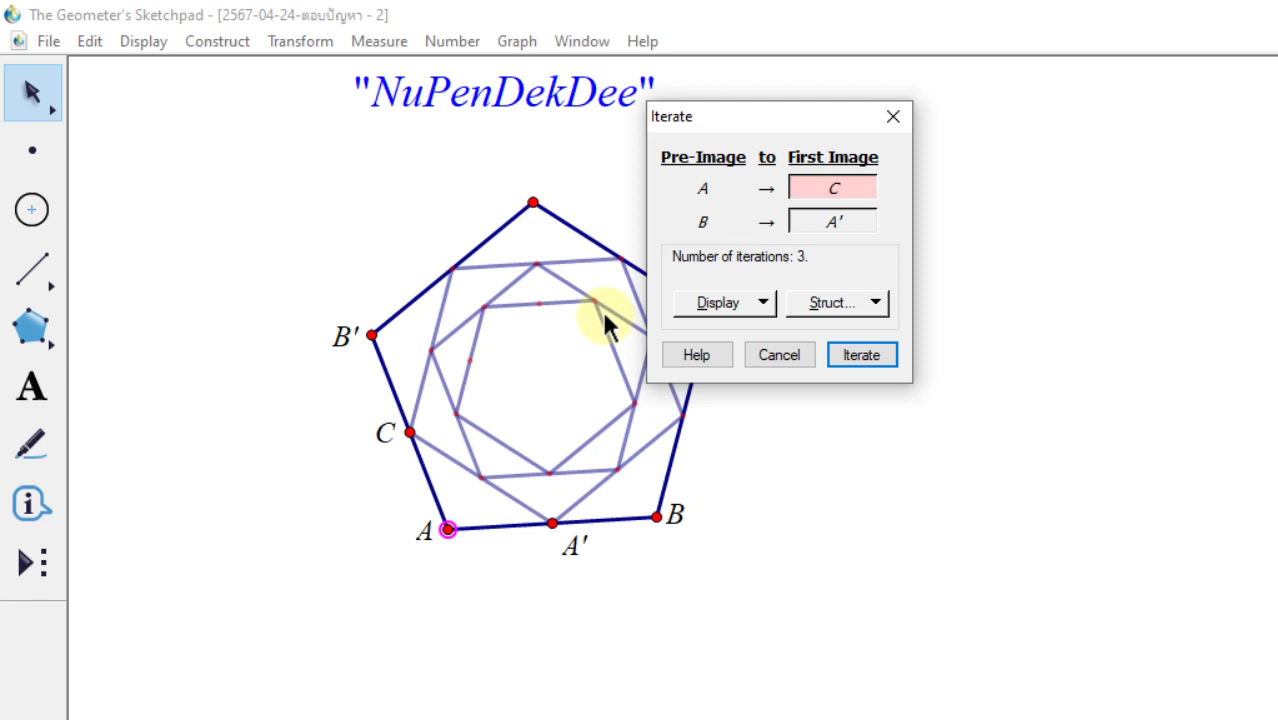 The Geometer's Sketchpad - [2567-04-24-ตอบปัญหา - 2]
File Edit Display Construct Transform Measure Number Graph Window Help
"NuPenDekDee"
Iterate
Pre-Image to First Image
A → C
B → A′
Number of iterations: 3.
Display Struct...
Help Cancel Iterate
B′
C
A
B
A′